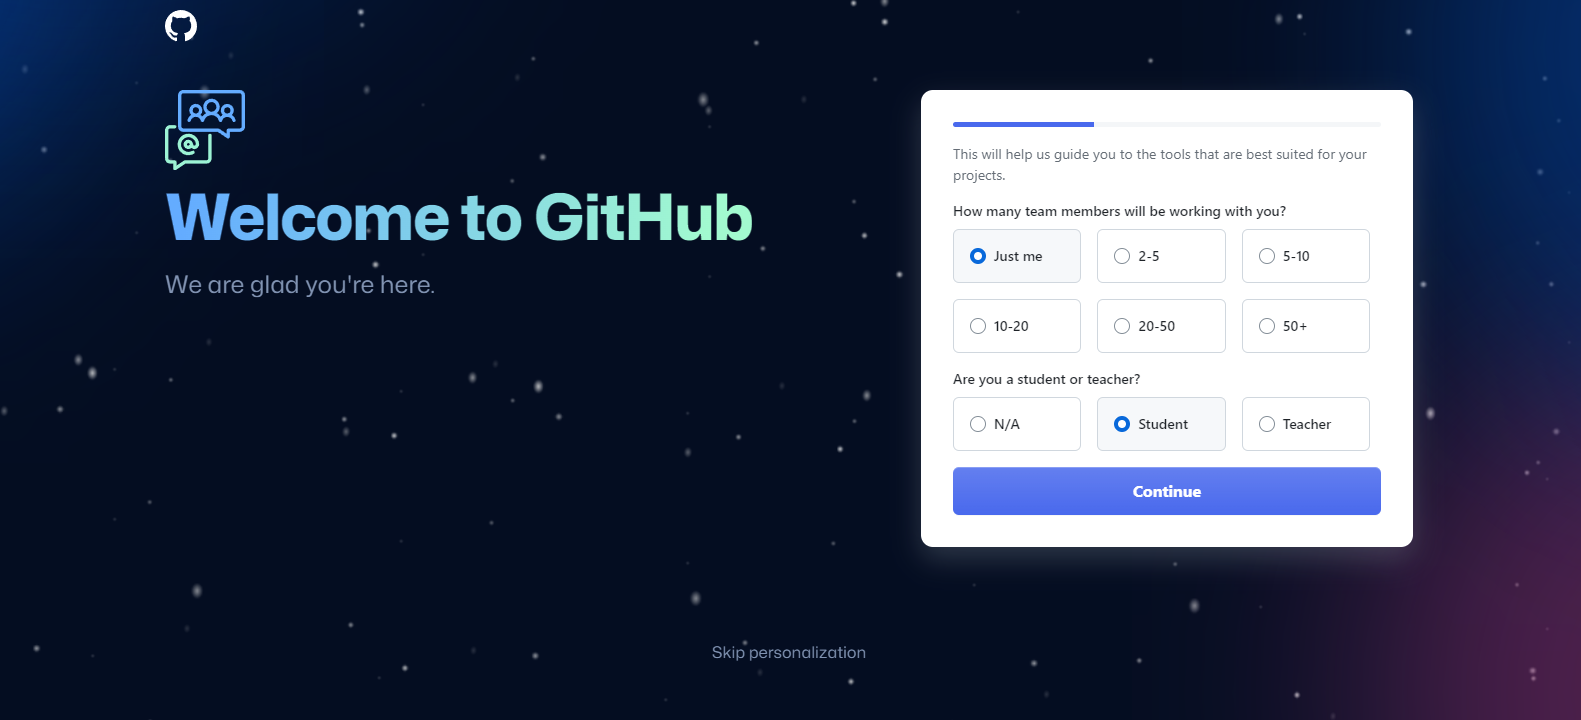 Welcome to GitHub
We are glad you're here.
This will help us guide you to the tools that are best suited for your
projects.
How many team members will be working with you?
Just me
2-5
5-10
10-20
20-50
50+
Are you a student or teacher?
N/A
Student
Teacher
Continue
Skip personalization